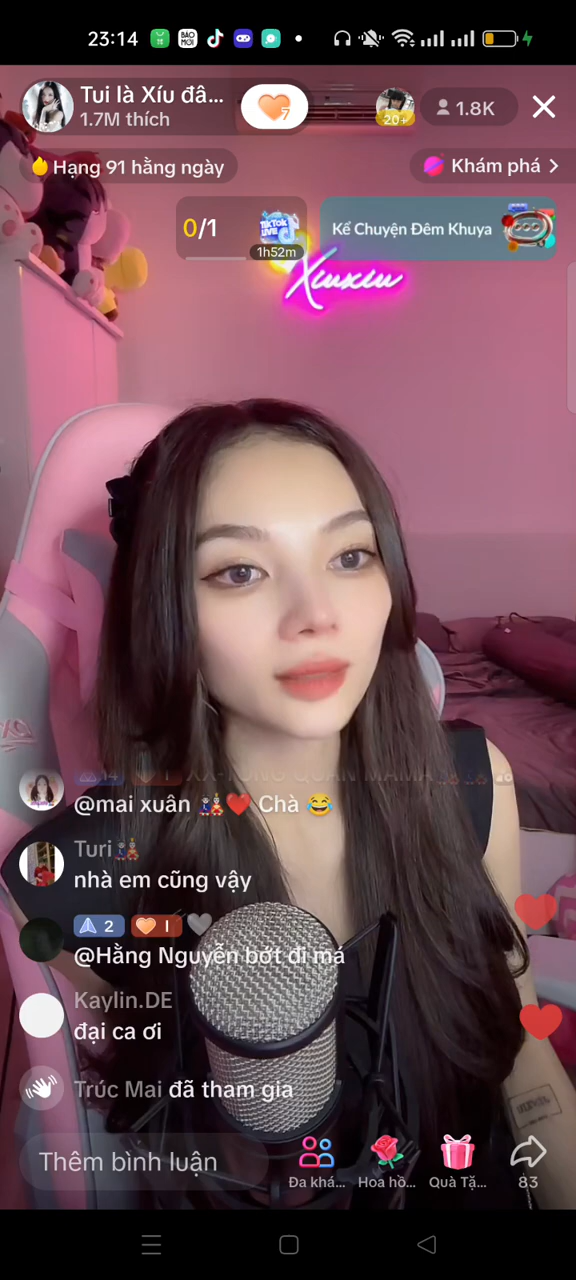 23:14
BÁO MỚI
Tui là Xíu đâ...
1.7M thích
7
20+
1.8K
Hạng 91 hằng ngày
Khám phá
0/1
TikTok LIVE
1h52m
Kể Chuyện Đêm Khuya
Xiuxiu
@mai xuân Chà
Turi
nhà em cũng vậy
2 I
@Hằng Nguyễn bớt đi má
Kaylin.DE
đại ca ơi
Trúc Mai đã tham gia
Thêm bình luận
Đa khá...
Hoa hồ...
Quà Tặ...
83